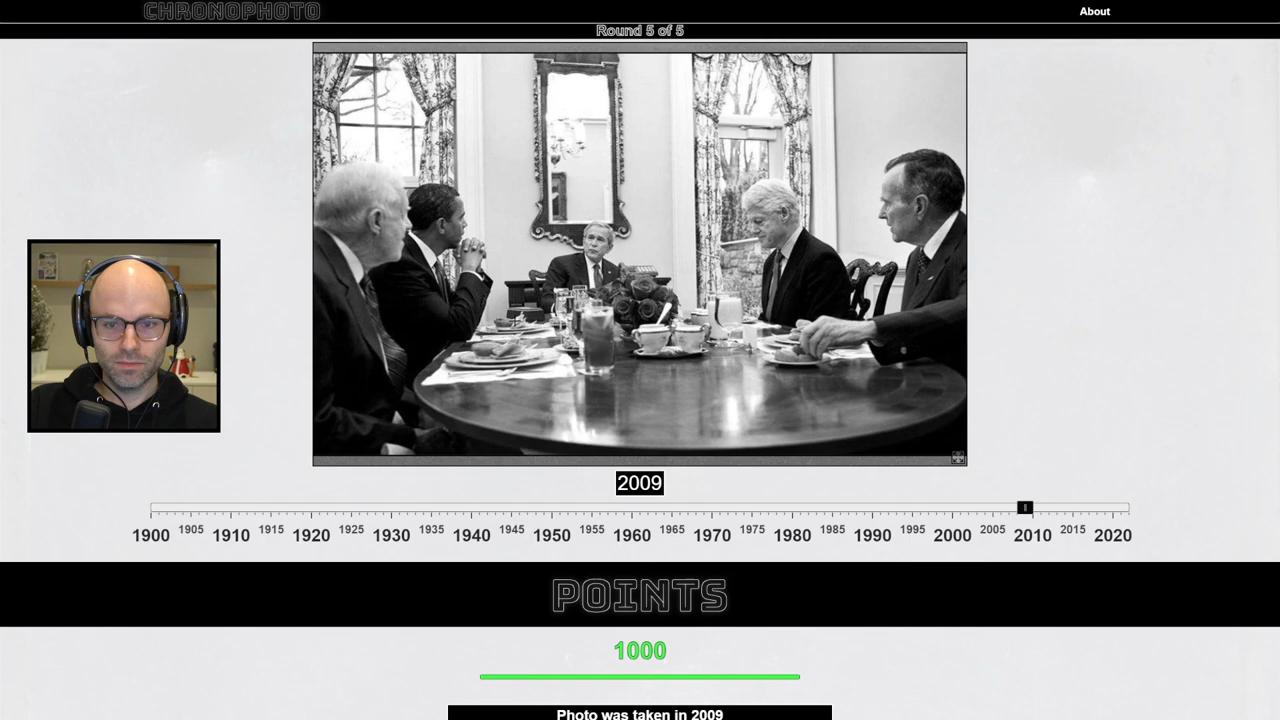 CHRONOPHOTO
About
Round 5 of 5
2009
1900 1905 1910 1915 1920 1925 1930 1935 1940 1945 1950 1955 1960 1965 1970 1975 1980 1985 1990 1995 2000 2005 2010 2015 2020
POINTS
1000
Photo was taken in 2009